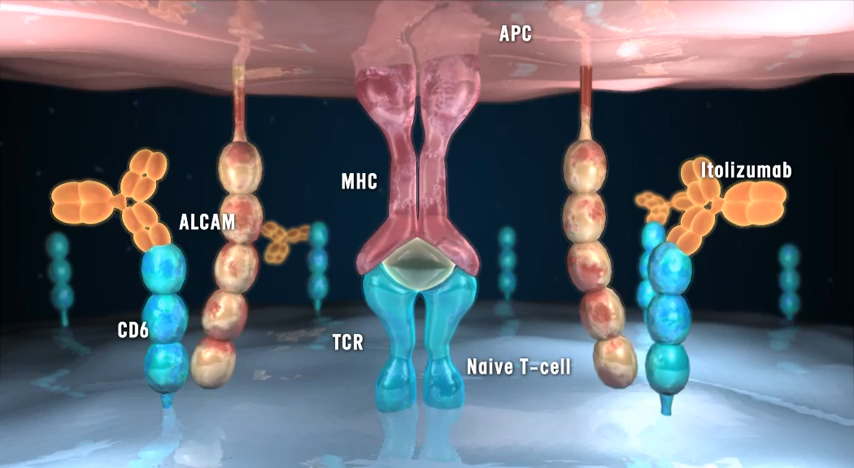 APC
Itolizumab
MHC
ALCAM
CD6
TCR
Naive T-cell